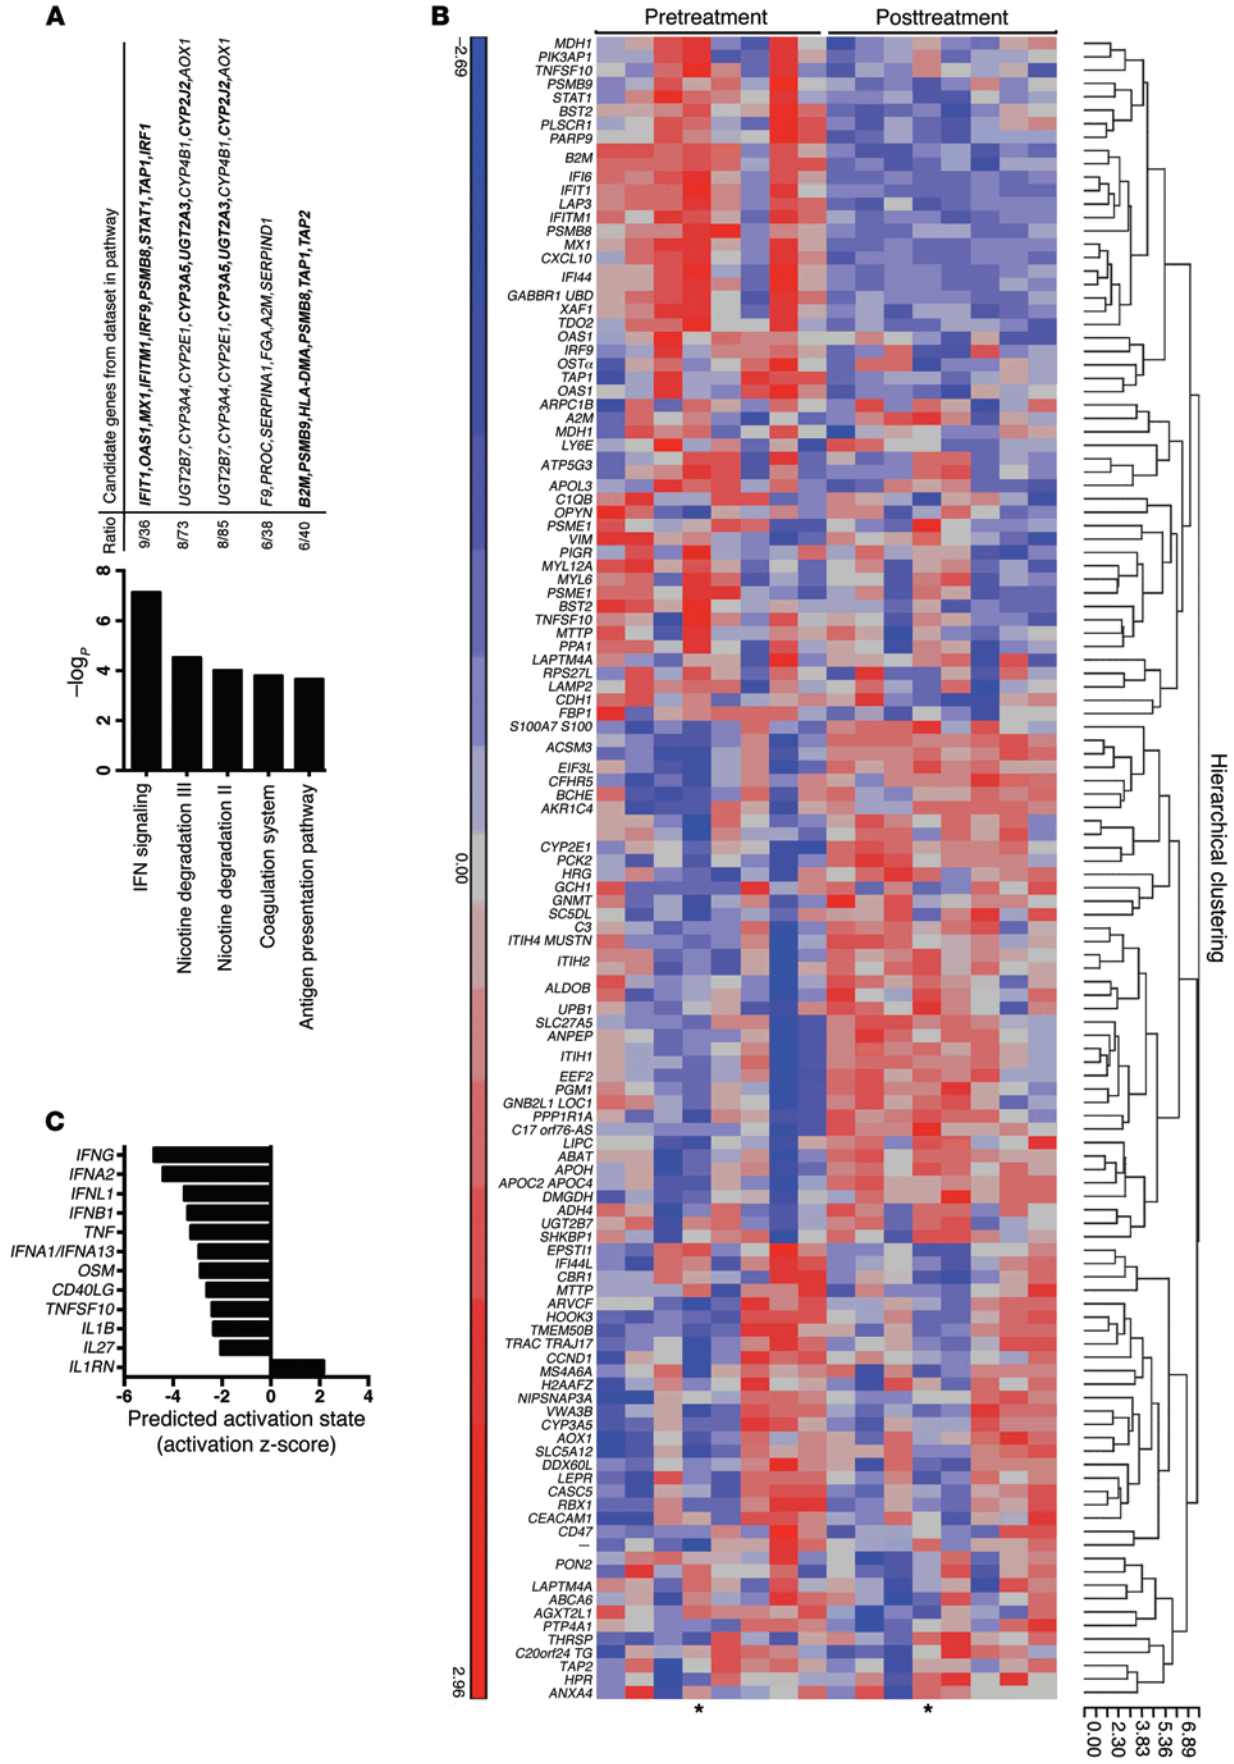 A
Ratio Candidate genes from dataset in pathway
9/36 IFIT1,OAS1,MX1,IFITM1,IRF9,PSMB8,STAT1,TAP1,IRF1
8/73 UGT2B7,CYP3A4,CYP2E1,CYP3A5,UGT2A3,CYP4B1,CYP2J2,AOX1
8/85 UGT2B7,CYP3A4,CYP2E1,CYP3A5,UGT2A3,CYP4B1,CYP2J2,AOX1
6/38 F9,PROC,SERPINA1,FGA,A2M,SERPIND1
6/40 B2M,PSMB9,HLA-DMA,PSMB8,TAP1,TAP2
–logP
8
6
4
2
0
IFN signaling
Nicotine degradation III
Nicotine degradation II
Coagulation system
Antigen presentation pathway
B
Pretreatment
Posttreatment
–2.69
0.00
2.96
MDH1
PIK3AP1
TNFSF10
PSMB9
STAT1
BST2
PLSCR1
PARP9
B2M
IFI6
IFIT1
LAP3
IFITM1
PSMB8
MX1
CXCL10
IFI44
GABBR1 UBD
XAF1
TDO2
OAS1
IRF9
OSTα
TAP1
OAS1
ARPC1B
A2M
MDH1
LY6E
ATP5G3
APOL3
C1QB
OPYN
PSME1
VIM
PIGR
MYL12A
MYL6
PSME1
BST2
TNFSF10
MTTP
PPA1
LAPTM4A
RPS27L
LAMP2
CDH1
FBP1
S100A7 S100
ACSM3
EIF3L
CFHR5
BCHE
AKR1C4
CYP2E1
PCK2
HRG
GCH1
GNMT
SC5DL
C3
ITIH4 MUSTN
ITIH2
ALDOB
UPB1
SLC27A5
ANPEP
ITIH1
EEF2
PGM1
GNB2L1 LOC1
PPP1R1A
C17 orf76-AS
LIPC
ABAT
APOH
APOC2 APOC4
DMGDH
ADH4
UGT2B7
SHKBP1
EPSTI1
IFI44L
CBR1
MTTP
ARVCF
HOOK3
TMEM50B
TRAC TRAJ17
CCND1
MS4A6A
H2AAFZ
NIPSNAP3A
VWA3B
CYP3A5
AOX1
SLC5A12
DDX60L
LEPR
CASC5
RBX1
CEACAM1
CD47
—
PON2
LAPTM4A
ABCA6
AGXT2L1
PTP4A1
THRSP
C20orf24 TG
TAP2
HPR
ANXA4
* *
Hierarchical clustering
0.00
2.30
3.83
5.36
6.89
C
IFNG
IFNA2
IFNL1
IFNB1
TNF
IFNA1/IFNA13
OSM
CD40LG
TNFSF10
IL1B
IL27
IL1RN
-6 -4 -2 0 2 4
Predicted activation state
(activation z-score)